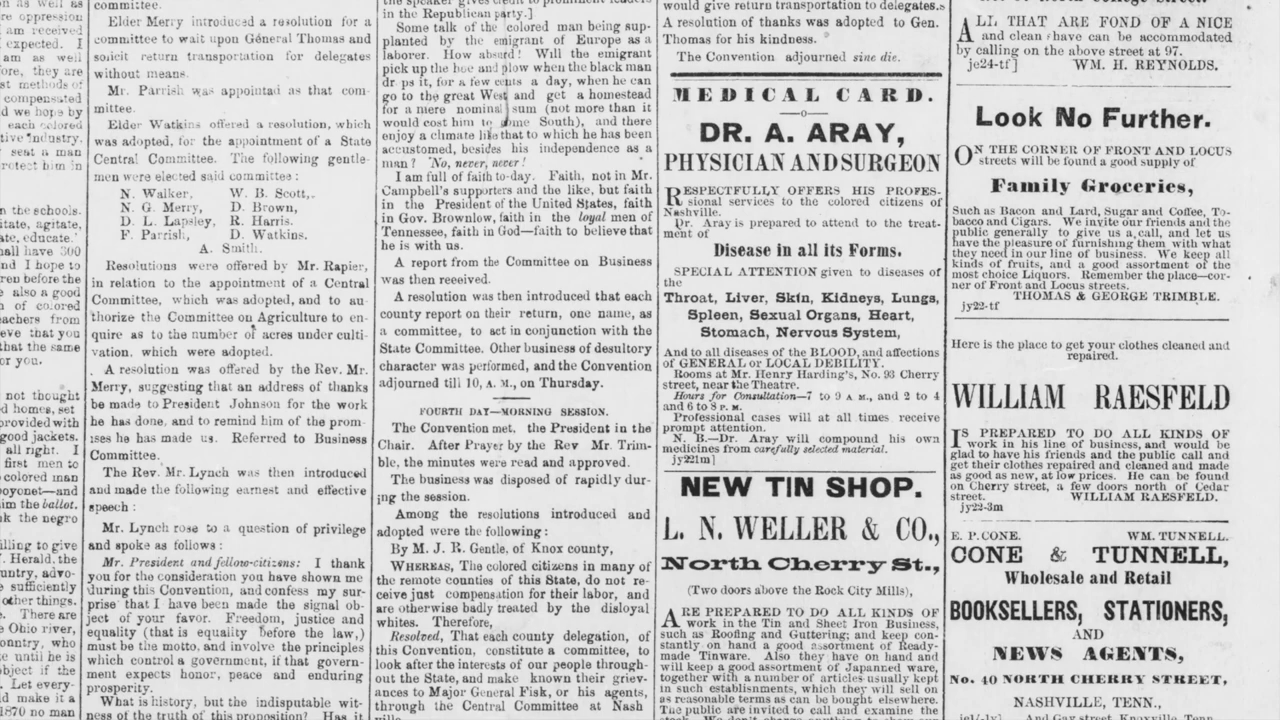 committee.
Elder Merry introduced a resolution for a
committee to wait upon General Thomas and
solicit return transportation for delegates
without means.
Mr. Parrish was appointed as that com-
mittee.
Elder Watkins offered a resolution, which
was adopted, for the appointment of a State
Central Committee. The following gentle-
men were elected said committee:
N. Walker, W. B. Scott,
N. G. Merry, D. Brown,
D. L. Lapsley, R. Harris.
F. Parrish, D. Watkins.
A. Smith.
Resolutions were offered by Mr. Rapier,
in relation to the appointment of a Central
Committee, which was adopted, and to au-
thorize the Committee on Agriculture to en-
quire as to the number of acres under culti-
vation, which were adopted.
A resolution was offered by the Rev. Mr.
Merry, suggesting that an address of thanks
be made to President Johnson for the work
he has done, and to remind him of the prom-
ises he has made us. Referred to Business
Committee.
The Rev. Mr. Lynch was then introduced
and made the following earnest and effective
speech:
Mr. Lynch rose to a question of privilege
and spoke as follows:
Mr. President and fellow-citizens: I thank
you for the consideration you have shown me
during this Convention, and confess my sur-
prise that I have been made the signal ob-
ject of your favor. Freedom, justice and
equality (that is equality before the law,)
must be the motto, and involve the principles
which control a government, if that govern-
ment expects honor, peace and enduring
prosperity.
What is history, but the indisputable wit-
ness of the truth of this proposition? Has it
in the Republican party.]
Some talk of the colored man being sup-
planted by the emigrant of Europe as a
laborer. How absurd! Will the emigrant
pick up the hoe and plow when the black man
dr ps it, for a few cents a day, when he can
go to the great West and get a homestead
for a mere nominal sum (not more than it
would cost him to come South), and there
enjoy a climate like that to which he has been
accustomed, besides his independence as a
man? No, never, never!
I am full of faith to-day. Faith, not in Mr.
Campbell's supporters and the like, but faith
in the President of the United States, faith
in Gov. Brownlow, faith in the loyal men of
Tennessee, faith in God—faith to believe that
he is with us.
A report from the Committee on Business
was then received.
A resolution was then introduced that each
county report on their return, one name, as
a committee, to act in conjunction with the
State Committee. Other business of desultory
character was performed, and the Convention
adjourned till 10, A. M., on Thursday.
FOURTH DAY—MORNING SESSION.
The Convention met, the President in the
Chair. After Prayer by the Rev Mr. Trim-
ble, the minutes were read and approved.
The business was disposed of rapidly dur-
ing the session.
Among the resolutions introduced and
adopted were the following:
By M. J. R. Gentle, of Knox county,
WHEREAS, The colored citizens in many of
the remote counties of this State, do not re-
ceive just compensation for their labor, and
are otherwise badly treated by the disloyal
whites. Therefore,
Resolved, That each county delegation, of
this Convention, constitute a committee, to
look after the interests of our people through-
out the State, and make known their griev-
ances to Major General Fisk, or his agents,
through the Central Committee at Nash
would give return transportation to delegates.
A resolution of thanks was adopted to Gen.
Thomas for his kindness.
The Convention adjourned sine die.
MEDICAL CARD.
DR. A. ARAY,
PHYSICIAN AND SURGEON
RESPECTFULLY OFFERS HIS PROFES-
sional services to the colored citizens of
Nashville.
Dr. Aray is prepared to attend to the treat-
ment of
Disease in all its Forms.
SPECIAL ATTENTION given to diseases of
the
Throat, Liver, Skin, Kidneys, Lungs,
Spleen, Sexual Organs, Heart,
Stomach, Nervous System,
And to all diseases of the BLOOD, and affections
of GENERAL or LOCAL DEBILITY.
Rooms at Mr. Henry Harding's, No. 93 Cherry
street, near the Theatre.
Hours for Consultation—7 to 9 A M., and 2 to 4
and 6 to 8 P. M.
Professional cases will at all times receive
prompt attention.
N. B.—Dr. Aray will compound his own
medicines from carefully selected material.
jy221m]
NEW TIN SHOP.
L. N. WELLER & CO.,
North Cherry St.,
(Two doors above the Rock City Mills),
ARE PREPARED TO DO ALL KINDS OF
work in the Tin and Sheet Iron Business,
such as Roofing and Guttering; and keep con-
stantly on hand a good assortment of Ready-
made Tinware. Also they have on hand and
will keep a good assortment of Japanned ware,
together with a number of articles usually kept
in such establisnments, which they will sell on
as reasonable terms as can be bought elsewhere.
The public are invited to call and examine the
ALL THAT ARE FOND OF A NICE
and clean shave can be accommodated
by calling on the above street at 97.
je24-tf] WM. H. REYNOLDS.
Look No Further.
ON THE CORNER OF FRONT AND LOCUS
streets will be found a good supply of
Family Groceries,
Such as Bacon and Lard, Sugar and Coffee, To-
bacco and Cigars. We invite our friends and the
public generally to give us a call, and let us
have the pleasure of furnishing them with what
they need in our line of business. We keep all
kinds of fruits, and a good assortment of the
most choice Liquors. Remember the place—cor-
ner of Front and Locus streets.
THOMAS & GEORGE TRIMBLE.
jy22-tf
Here is the place to get your clothes cleaned and
repaired.
WILLIAM RAESFELD
IS PREPARED TO DO ALL KINDS OF
work in his line of business, and would be
glad to have his friends and the public call and
get their clothes repaired and cleaned and made
as good as new, at low prices. He can be found
on Cherry street, a few doors north of Cedar
street. WILLIAM RAESFELD.
jy22-3m
E. P. CONE. WM. TUNNELL.
CONE & TUNNELL,
Wholesale and Retail
BOOKSELLERS, STATIONERS,
AND
NEWS AGENTS,
No. 40 NORTH CHERRY STREET,
NASHVILLE, TENN.,